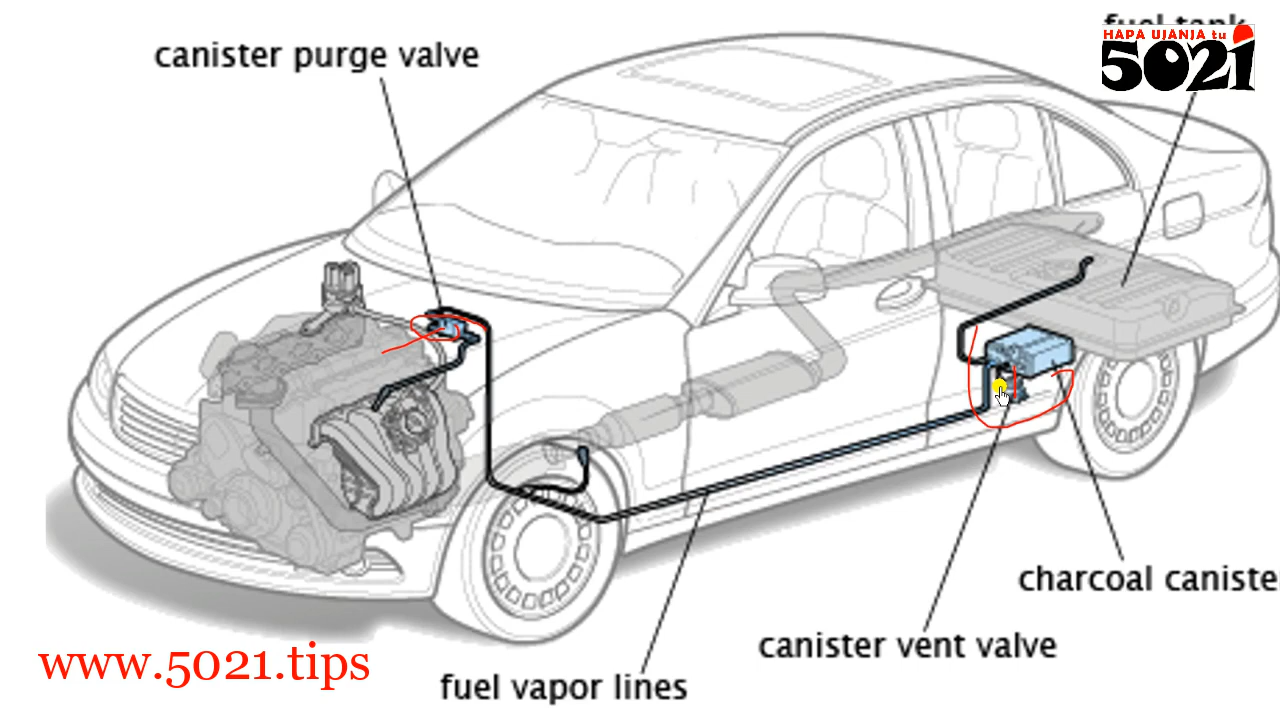 fuel tank
HAPA UJANJA tu
5021
canister purge valve
charcoal caniste
canister vent valve
www.5021.tips
fuel vapor lines